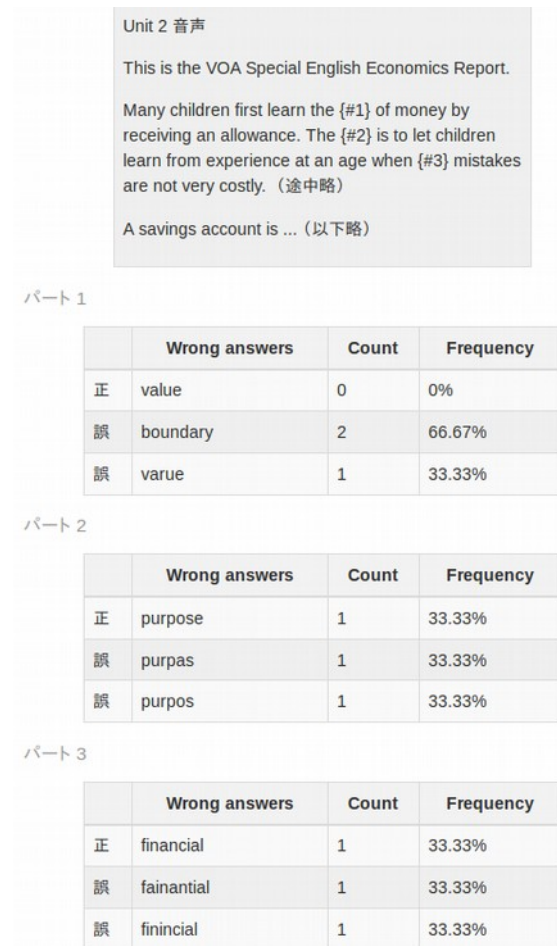 Unit 2 音声
This is the VOA Special English Economics Report.
Many children first learn the {#1} of money by
receiving an allowance. The {#2} is to let children
learn from experience at an age when {#3} mistakes
are not very costly.（途中略）
A savings account is ...（以下略）
パート 1
Wrong answers Count Frequency
正 value 0 0%
誤 boundary 2 66.67%
誤 varue 1 33.33%
パート 2
Wrong answers Count Frequency
正 purpose 1 33.33%
誤 purpas 1 33.33%
誤 purpos 1 33.33%
パート 3
Wrong answers Count Frequency
正 financial 1 33.33%
誤 fainantial 1 33.33%
誤 finincial 1 33.33%